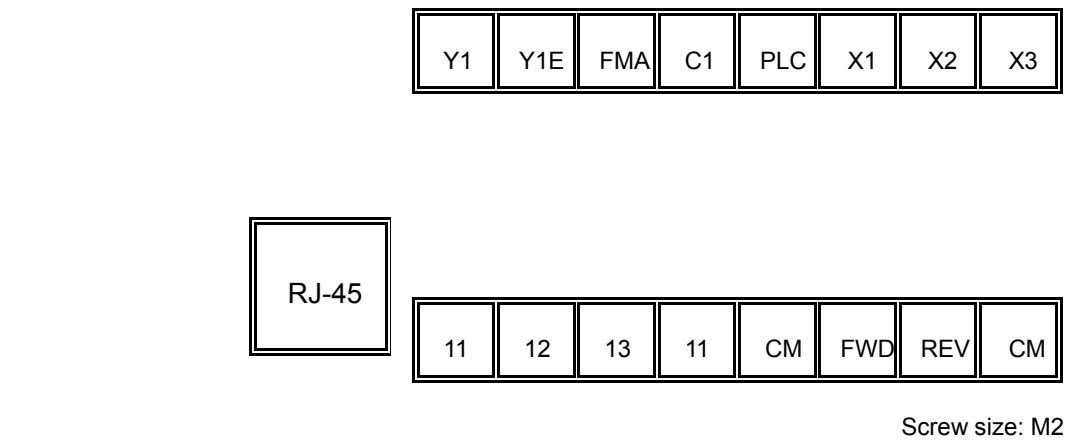 Y1 Y1E FMA C1 PLC X1 X2 X3
RJ-45
11 12 13 11 CM FWD REV CM
Screw size: M2